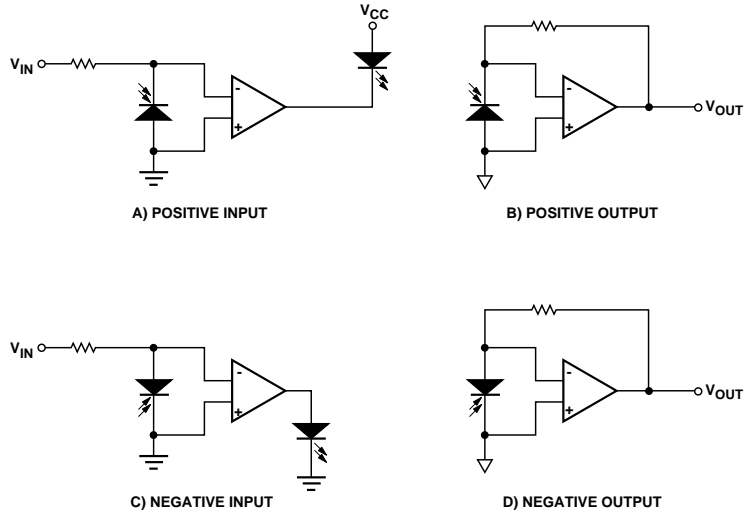 V_CC
V_IN
-
+
A) POSITIVE INPUT
-
+
V_OUT
B) POSITIVE OUTPUT
V_IN
-
+
C) NEGATIVE INPUT
-
+
V_OUT
D) NEGATIVE OUTPUT